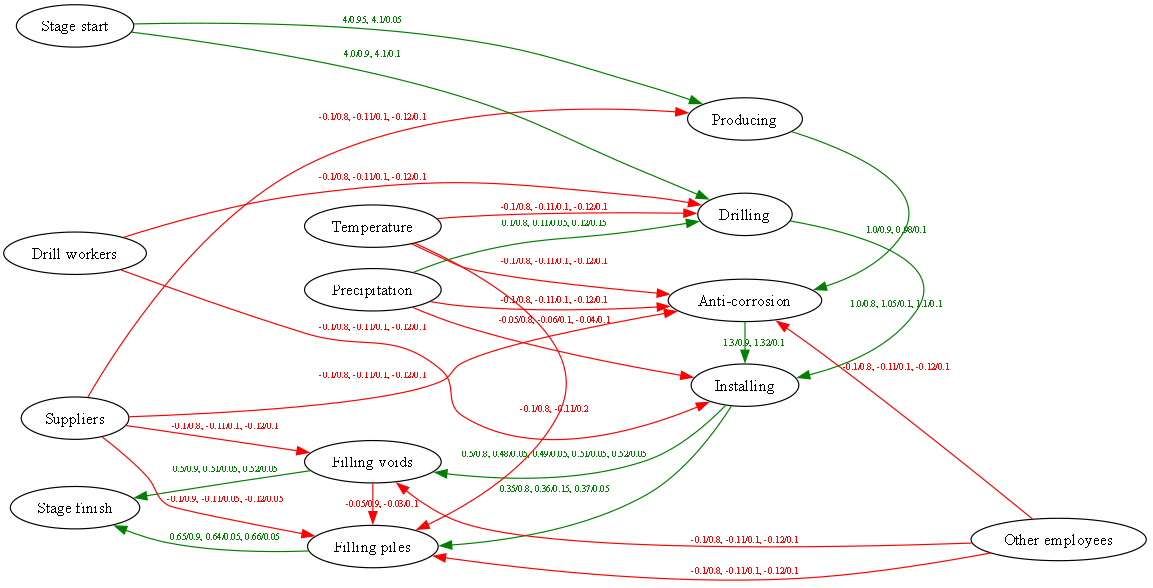 Stage start
4/0.95, 4.1/0.05
4.0/0.9, 4.1/0.1
-0.1/0.8, -0.11/0.1, -0.12/0.1
Producing
-0.1/0.8, -0.11/0.1, -0.12/0.1
Temperature
-0.1/0.8, -0.11/0.1, -0.12/0.1
Drilling
0.1/0.8, 0.11/0.05, 0.12/0.15
1.0/0.9, 0.98/0.1
Drill workers
-0.1/0.8, -0.11/0.1, -0.12/0.1
Precipitation
-0.1/0.8, -0.11/0.1, -0.12/0.1
Anti-corrosion
1.0/0.8, 1.05/0.1, 1.1/0.1
-0.05/0.8, -0.06/0.1, -0.04/0.1
-0.1/0.8, -0.11/0.1, -0.12/0.1
1.3/0.9, 1.32/0.1
-0.1/0.8, -0.11/0.1, -0.12/0.1
-0.1/0.8, -0.11/0.1, -0.12/0.1
Installing
Suppliers
-0.1/0.8, -0.11/0.2
-0.1/0.8, -0.11/0.1, -0.12/0.1
0.5/0.8, 0.48/0.05, 0.49/0.05, 0.51/0.05, 0.52/0.05
Filling voids
0.5/0.9, 0.51/0.05, 0.52/0.05
0.35/0.8, 0.36/0.15, 0.37/0.05
-0.1/0.9, -0.11/0.05, -0.12/0.05
-0.05/0.9, -0.03/0.1
Stage finish
0.65/0.9, 0.64/0.05, 0.66/0.05
Filling piles
-0.1/0.8, -0.11/0.1, -0.12/0.1
Other employees
-0.1/0.8, -0.11/0.1, -0.12/0.1